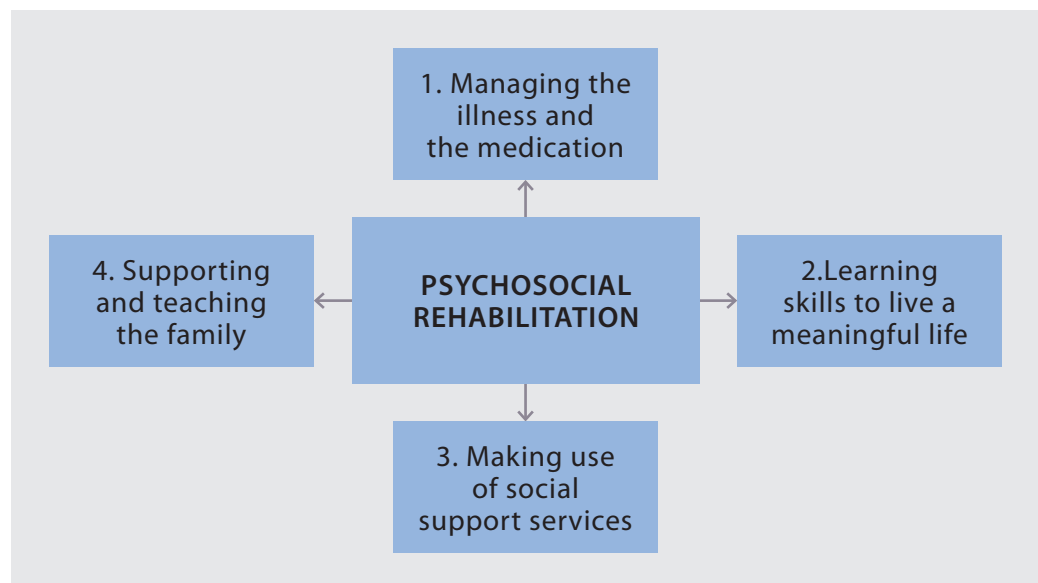 1. Managing the
illness and
the medication
PSYCHOSOCIAL
REHABILITATION
2.Learning
skills to live a
meaningful life
3. Making use
of social
support services
4. Supporting
and teaching
the family